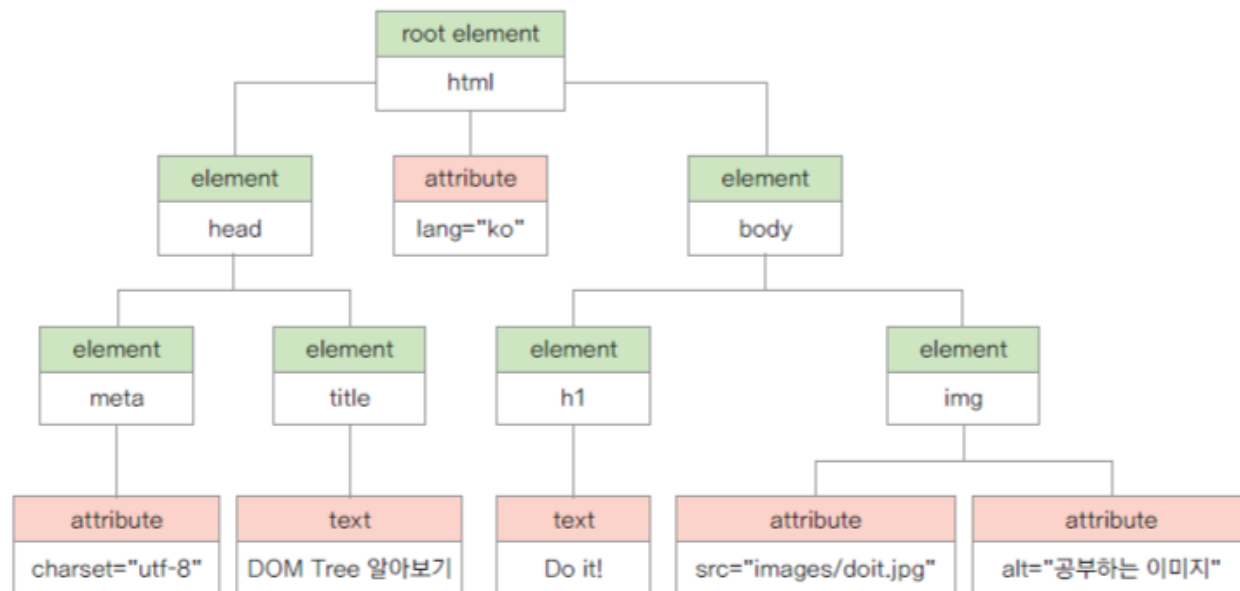 root element
html
element
head
attribute
lang="ko"
element
body
element
meta
element
title
element
h1
element
img
attribute
charset="utf-8"
text
DOM Tree 알아보기
text
Do it!
attribute
src="images/doit.jpg"
attribute
alt="공부하는 이미지"